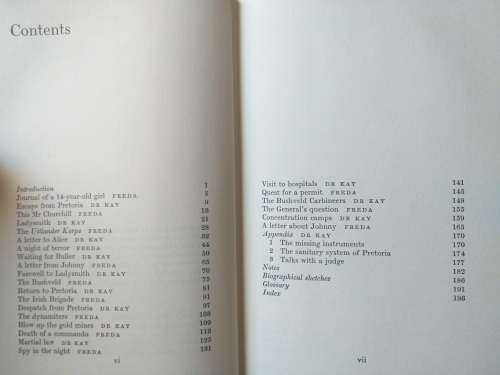 Contents
Introduction 1
Journal of a 14-year-old girl FREDA 2
Escape from Pretoria DR KAY 9
This Mr Churchill FREDA 18
Ladysmith DR KAY 21
The Uitlander Korps FREDA 28
A letter to Alice DR KAY 32
A night of terror FREDA 44
Waiting for Buller DR KAY 50
A letter from Johnny FREDA 65
Farewell to Ladysmith DR KAY 70
The Bushveld FREDA 75
Return to Pretoria DR KAY 81
The Irish Brigade FREDA 91
Despatch from Pretoria DR KAY 97
The dynamiters FREDA 108
Blow up the gold mines DR KAY 109
Death of a commando FREDA 118
Martial law DR KAY 125
Spy in the night FREDA 131
vi
Visit to hospitals DR KAY 141
Quest for a permit FREDA 145
The Bushveld Carbineers DR KAY 149
The General's question FREDA 155
Concentration camps DR KAY 159
A letter about Johnny FREDA 165
Appendix DR KAY 170
1 The missing instruments 170
2 The sanitary system of Pretoria 174
3 Talks with a judge 177
Notes 182
Biographical sketches 186
Glossary 191
Index 196
vii